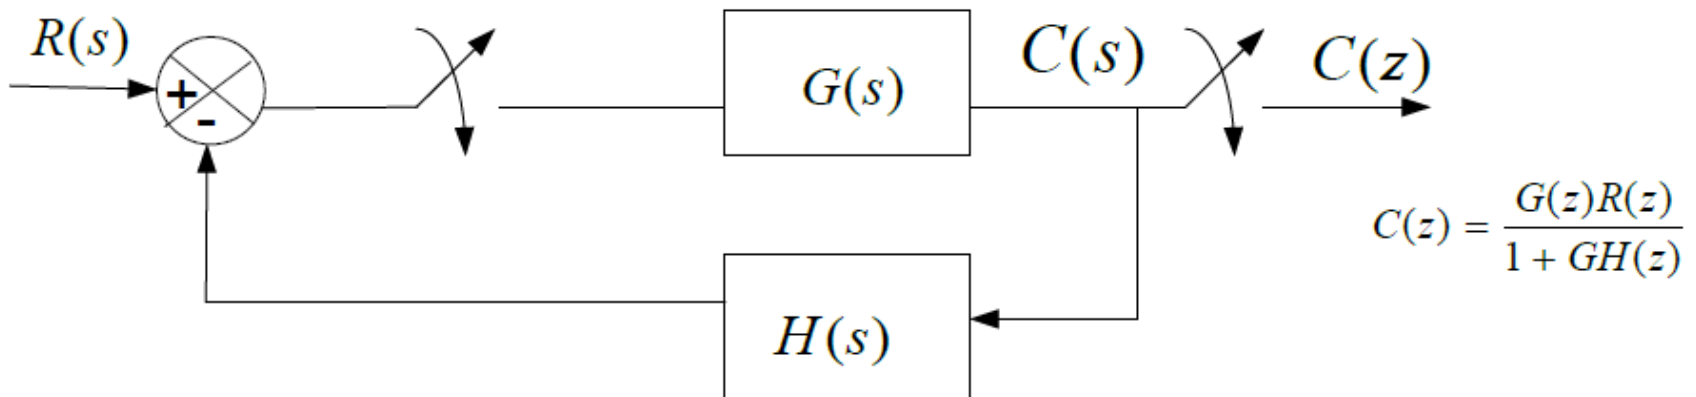 R(s)
+
-
G(s)
C(s)
C(z)
H(s)
C(z) = G(z)R(z) / 1 + GH(z)